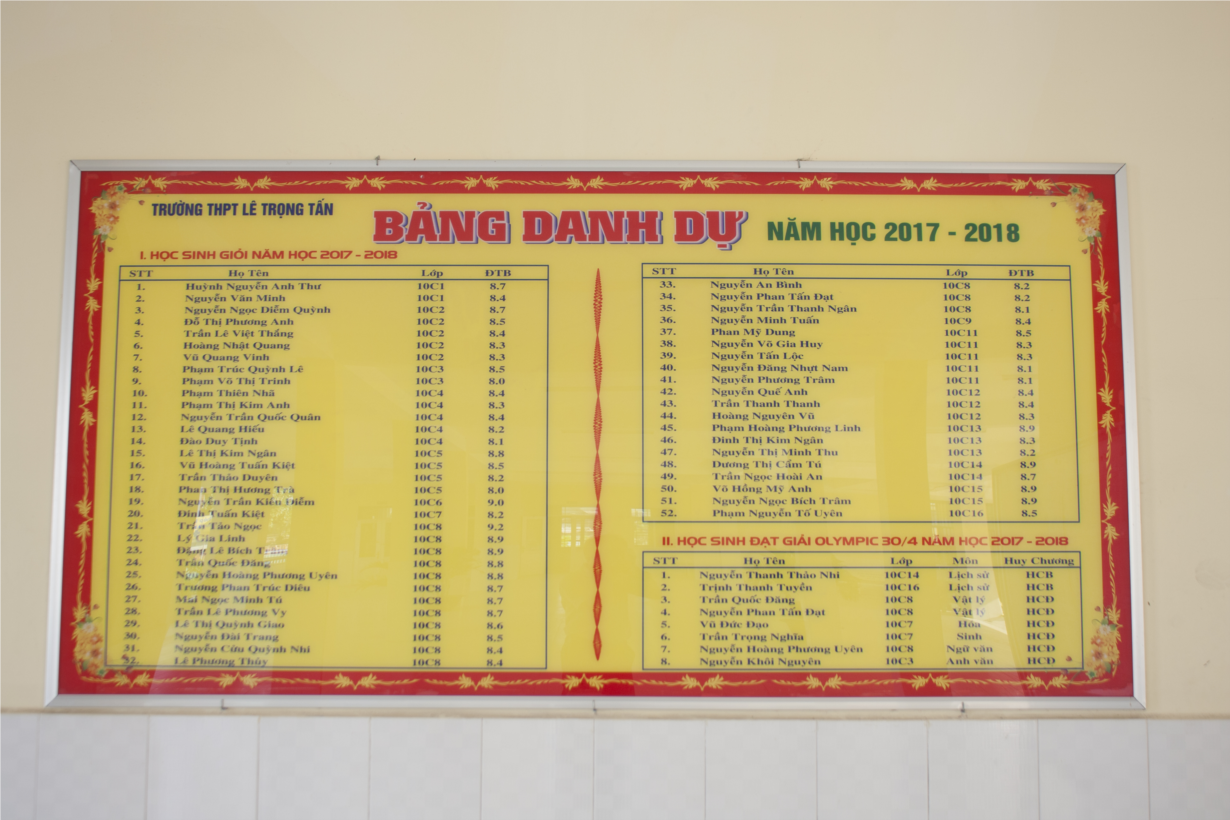 TRƯỜNG THPT LÊ TRỌNG TẤN
BẢNG DANH DỰ NĂM HỌC 2017 - 2018
I. HỌC SINH GIỎI NĂM HỌC 2017 - 2018
STT Họ Tên Lớp ĐTB
1. Huỳnh Nguyễn Anh Thư 10C1 8.7
2. Nguyễn Văn Minh 10C1 8.4
3. Nguyễn Ngọc Diễm Quỳnh 10C2 8.7
4. Đỗ Thị Phương Anh 10C2 8.5
5. Trần Lê Việt Thắng 10C2 8.4
6. Hoàng Nhật Quang 10C2 8.3
7. Vũ Quang Vinh 10C2 8.3
8. Phạm Trúc Quỳnh Lê 10C3 8.5
9. Phạm Võ Thị Trinh 10C3 8.0
10. Phạm Thiên Nhã 10C4 8.4
11. Phạm Thị Kim Anh 10C4 8.3
12. Nguyễn Trần Quốc Quân 10C4 8.4
13. Lê Quang Hiếu 10C4 8.2
14. Đào Duy Tịnh 10C4 8.1
15. Lê Thị Kim Ngân 10C5 8.8
16. Vũ Hoàng Tuấn Kiệt 10C5 8.5
17. Trần Thảo Duyên 10C5 8.2
18. Phan Thị Hương Trà 10C5 8.0
19. Nguyễn Trần Kiều Diễm 10C6 9.0
20. Đinh Tuấn Kiệt 10C7 8.2
21. Trần Tào Ngọc 10C8 9.2
22. Lý Gia Linh 10C8 8.9
23. Đặng Lê Bích Trâm 10C8 8.9
24. Trần Quốc Đăng 10C8 8.8
25. Nguyễn Hoàng Phương Uyên 10C8 8.8
26. Trương Phan Trúc Diễu 10C8 8.7
27. Mai Ngọc Minh Tú 10C8 8.7
28. Trần Lê Phương Vy 10C8 8.7
29. Lê Thị Quỳnh Giao 10C8 8.6
30. Nguyễn Đài Trang 10C8 8.5
31. Nguyễn Cửu Quỳnh Nhi 10C8 8.4
32. Lê Phương Thùy 10C8 8.4
STT Họ Tên Lớp ĐTB
33. Nguyễn An Bình 10C8 8.2
34. Nguyễn Phan Tấn Đạt 10C8 8.2
35. Nguyễn Trần Thanh Ngân 10C8 8.1
36. Nguyễn Minh Tuấn 10C9 8.4
37. Phan Mỹ Dung 10C11 8.5
38. Nguyễn Võ Gia Huy 10C11 8.3
39. Nguyễn Tấn Lộc 10C11 8.3
40. Nguyễn Đăng Nhựt Nam 10C11 8.1
41. Nguyễn Phương Trâm 10C11 8.1
42. Nguyễn Quế Anh 10C12 8.4
43. Trần Thanh Thanh 10C12 8.4
44. Hoàng Nguyên Vũ 10C12 8.3
45. Phạm Hoàng Phương Linh 10C13 8.9
46. Đinh Thị Kim Ngân 10C13 8.3
47. Nguyễn Thị Minh Thu 10C13 8.2
48. Dương Thị Cẩm Tú 10C14 8.9
49. Trần Ngọc Hoài An 10C14 8.7
50. Võ Hồng Mỹ Anh 10C15 8.9
51. Nguyễn Ngọc Bích Trâm 10C15 8.9
52. Phạm Nguyễn Tố Uyên 10C16 8.5
II. HỌC SINH ĐẠT GIẢI OLYMPIC 30/4 NĂM HỌC 2017 - 2018
STT Họ Tên Lớp Môn Huy Chương
1. Nguyễn Thanh Thảo Nhi 10C14 Lịch sử HCB
2. Trịnh Thanh Tuyền 10C16 Lịch sử HCB
3. Trần Quốc Đăng 10C8 Vật lý HCĐ
4. Nguyễn Phan Tấn Đạt 10C8 Vật lý HCĐ
5. Vũ Đức Đạo 10C7 Hóa HCĐ
6. Trần Trọng Nghĩa 10C7 Sinh HCĐ
7. Nguyễn Hoàng Phương Uyên 10C8 Ngữ văn HCĐ
8. Nguyễn Khôi Nguyên 10C3 Anh văn HCĐ